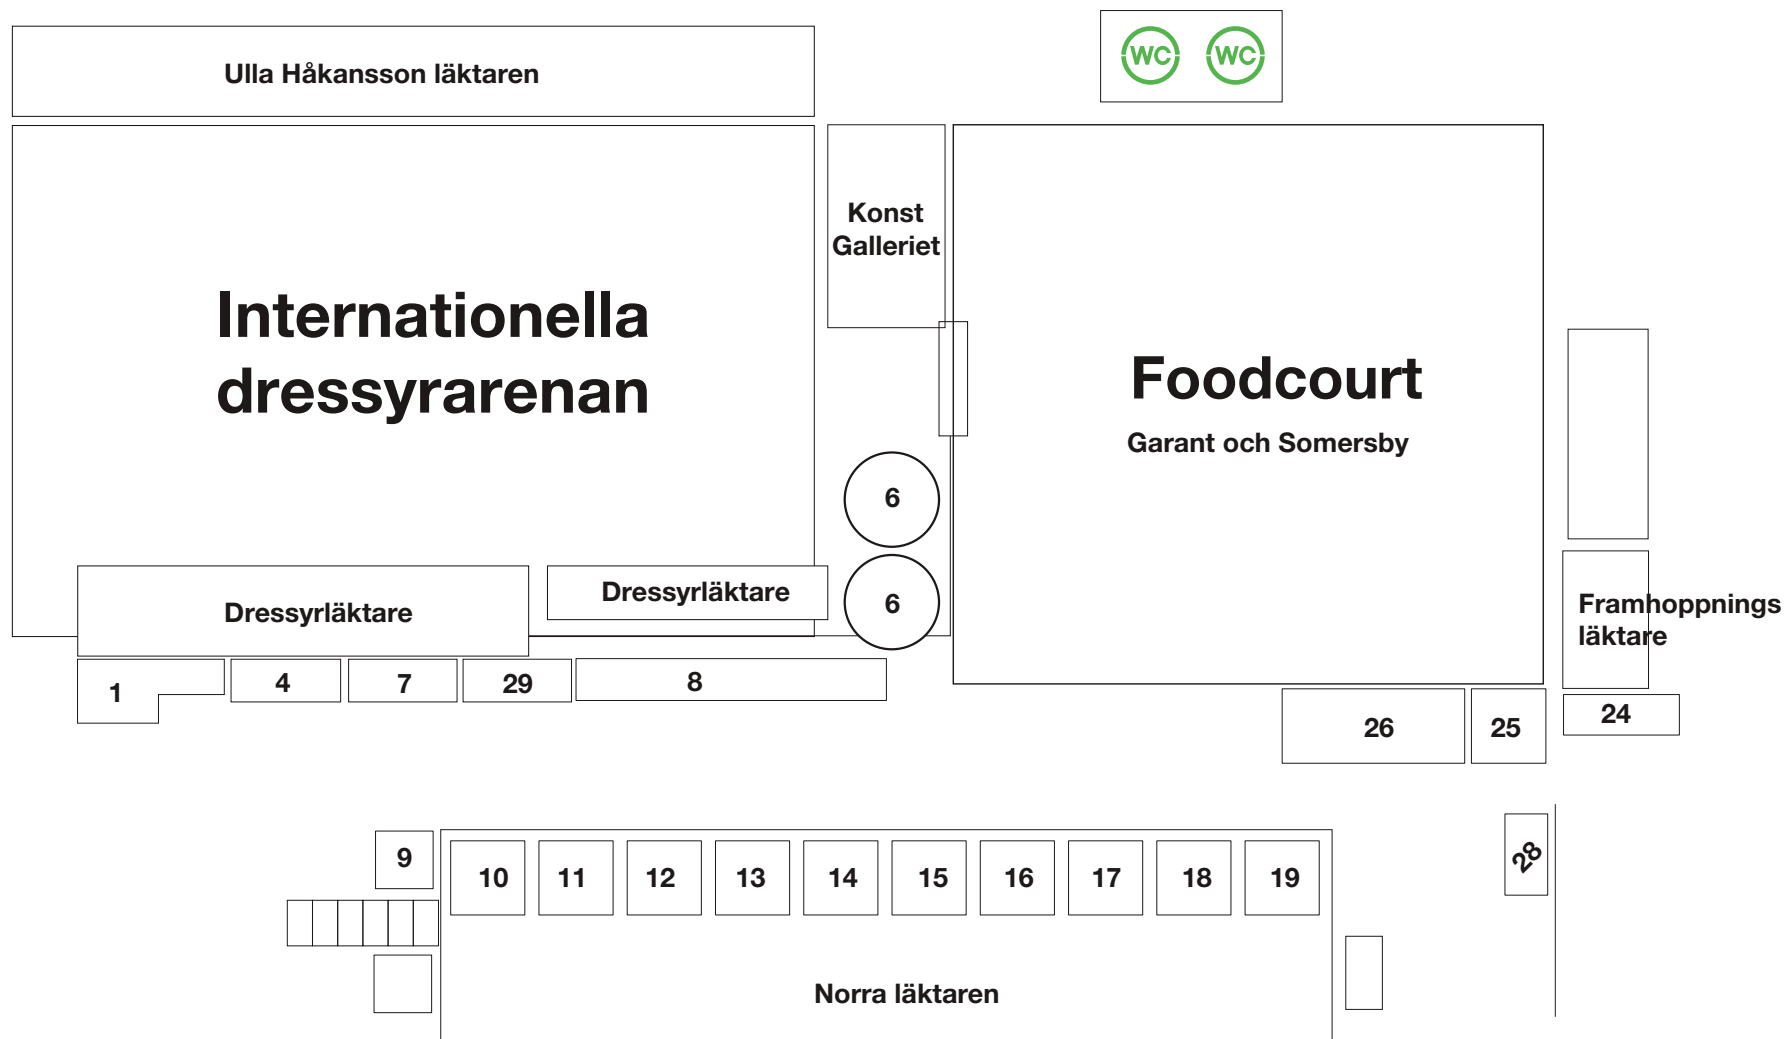 WC WC
Ulla Håkansson läktaren
Konst
Galleriet
Internationella
dressyrarenan
Foodcourt
Garant och Somersby
6
6
Dressyrläktare
Dressyrläktare
Framhoppnings
läktare
1 4 7 29 8
26 25 24
9
10 11 12 13 14 15 16 17 18 19
28
Norra läktaren